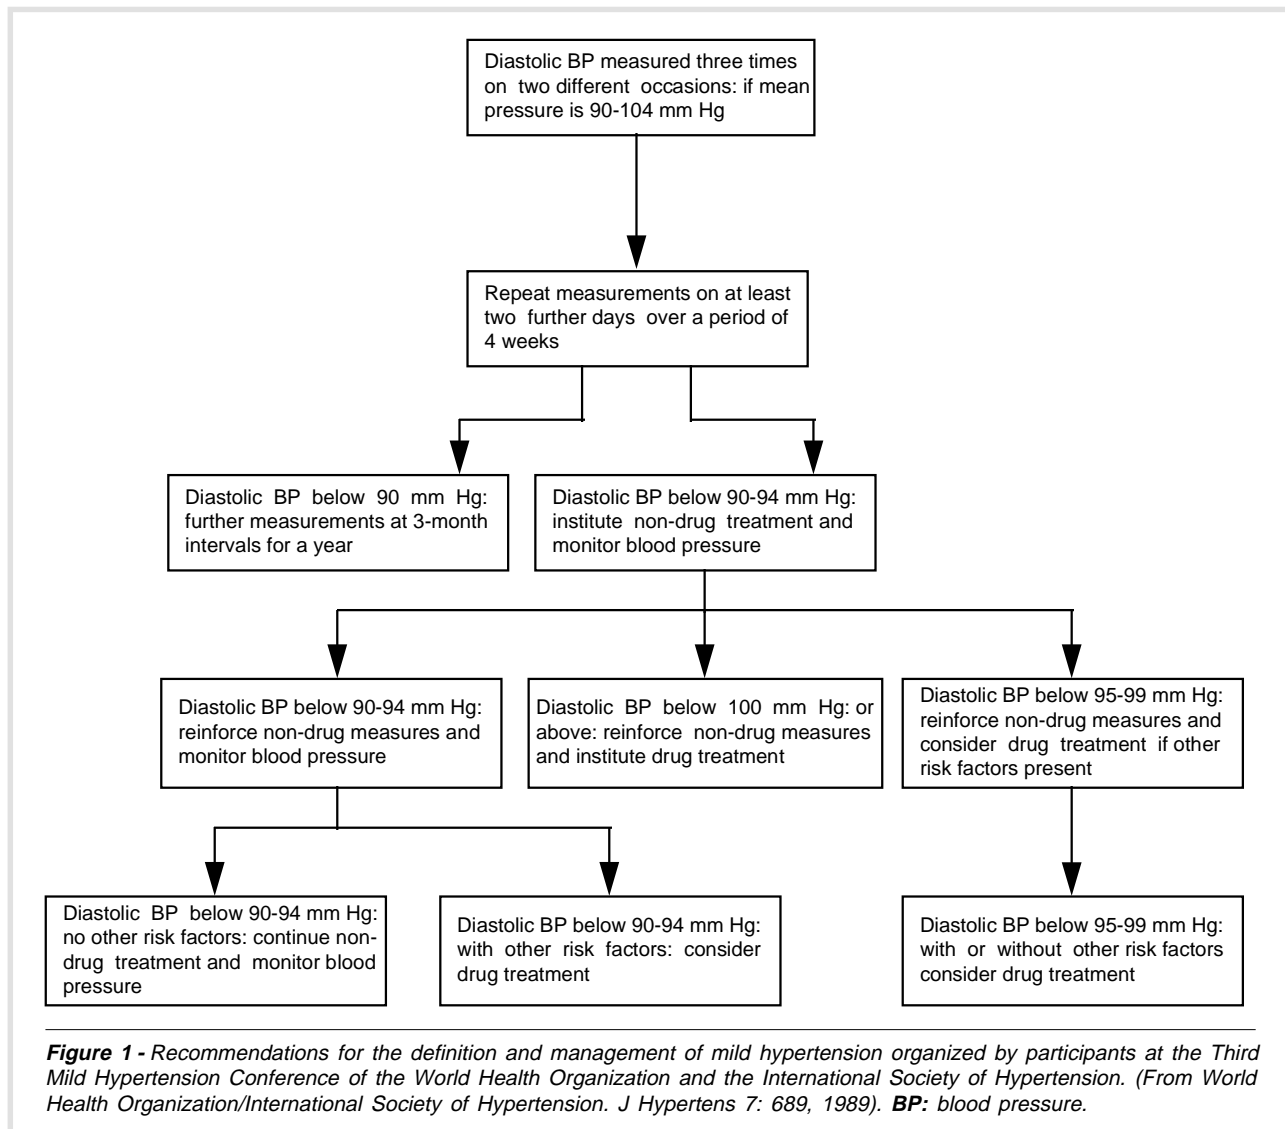 Diastolic BP measured three times
on two different occasions: if mean
pressure is 90-104 mm Hg
Repeat measurements on at least
two further days over a period of
4 weeks
Diastolic BP below 90 mm Hg:
further measurements at 3-month
intervals for a year
Diastolic BP below 90-94 mm Hg:
institute non-drug treatment and
monitor blood pressure
Diastolic BP below 90-94 mm Hg:
reinforce non-drug measures and
monitor blood pressure
Diastolic BP below 100 mm Hg: or
above: reinforce non-drug measures
and institute drug treatment
Diastolic BP below 95-99 mm Hg:
reinforce non-drug measures and
consider drug treatment if other
risk factors present
Diastolic BP below 90-94 mm Hg:
no other risk factors: continue non-
drug treatment and monitor blood
pressure
Diastolic BP below 90-94 mm Hg:
with other risk factors: consider
drug treatment
Diastolic BP below 95-99 mm Hg:
with or without other risk factors
consider drug treatment
Figure 1 - Recommendations for the definition and management of mild hypertension organized by participants at the Third
Mild Hypertension Conference of the World Health Organization and the International Society of Hypertension. (From World
Health Organization/International Society of Hypertension. J Hypertens 7: 689, 1989). BP: blood pressure.